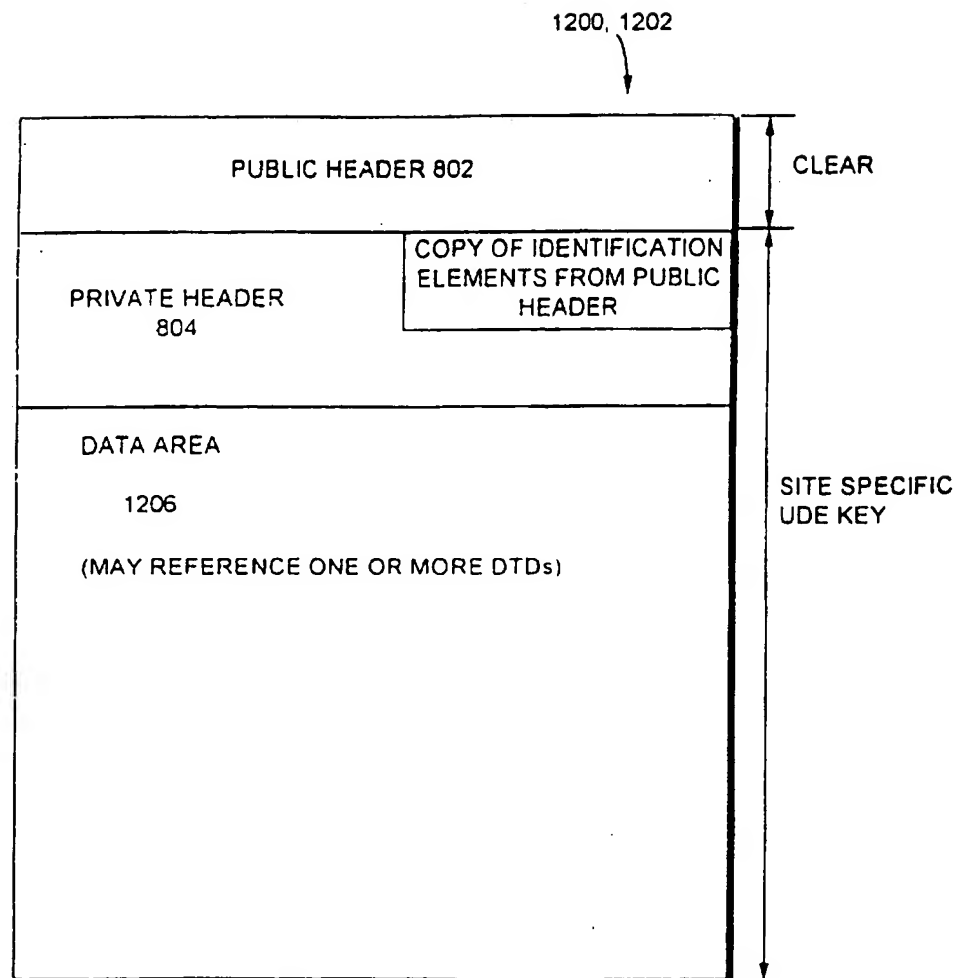 1200, 1202
PUBLIC HEADER 802
CLEAR
COPY OF IDENTIFICATION
ELEMENTS FROM PUBLIC
HEADER
PRIVATE HEADER
804
DATA AREA
1206
(MAY REFERENCE ONE OR MORE DTDs)
SITE SPECIFIC
UDE KEY